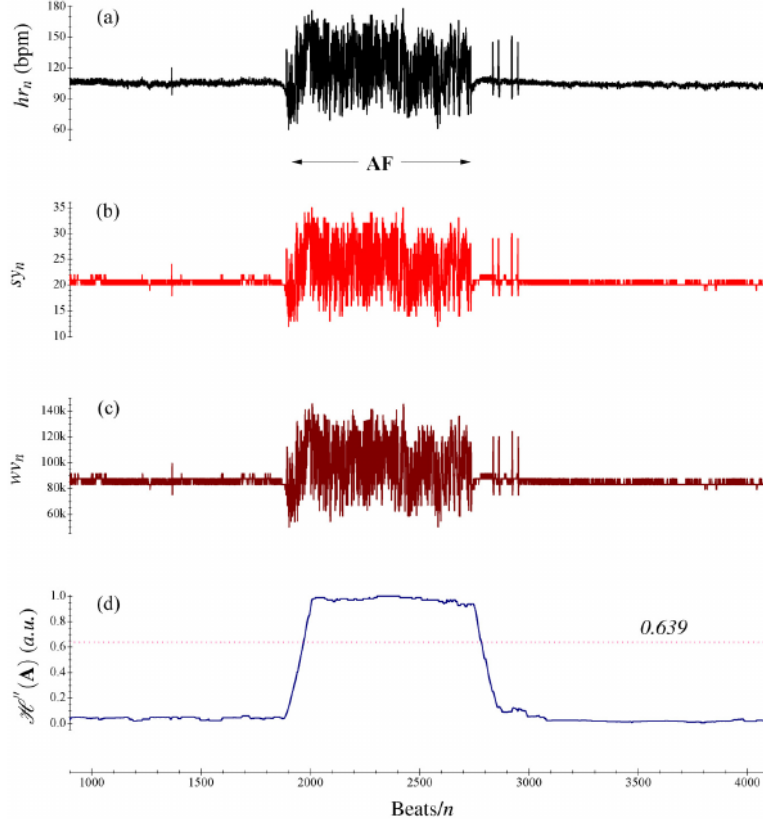 (a)
hr_n (bpm)
180
150
120
90
60
AF
(b)
sy_n
35
30
25
20
15
10
(c)
wv_n
140k
120k
100k
80k
60k
(d)
ℋ″(A) (a.u.)
1.0
0.8
0.6
0.4
0.2
0.0
0.639
1000 1500 2000 2500 3000 3500 4000
Beats/n